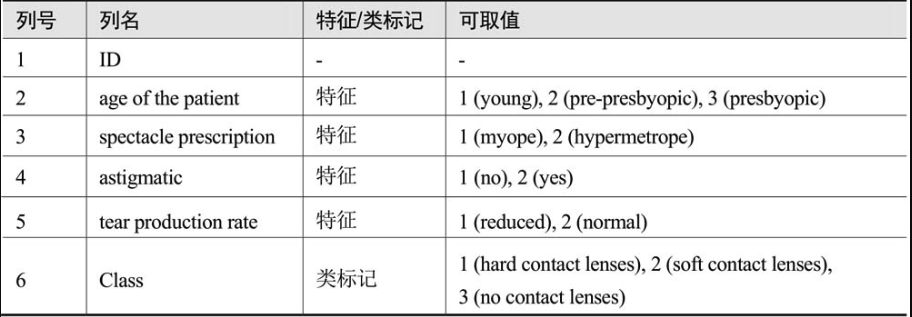 列号 列名 特征/类标记 可取值
1 ID - -
2 age of the patient 特征 1 (young), 2 (pre-presbyopic), 3 (presbyopic)
3 spectacle prescription 特征 1 (myope), 2 (hypermetrope)
4 astigmatic 特征 1 (no), 2 (yes)
5 tear production rate 特征 1 (reduced), 2 (normal)
6 Class 类标记 1 (hard contact lenses), 2 (soft contact lenses),
3 (no contact lenses)